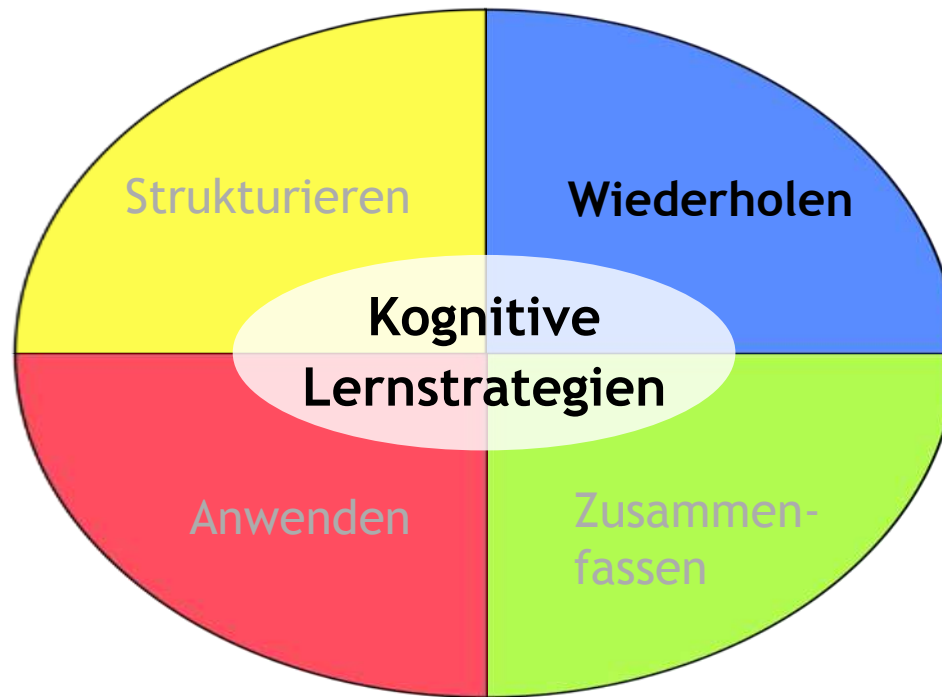 Strukturieren
Wiederholen
Kognitive
Lernstrategien
Anwenden
Zusammen-
fassen